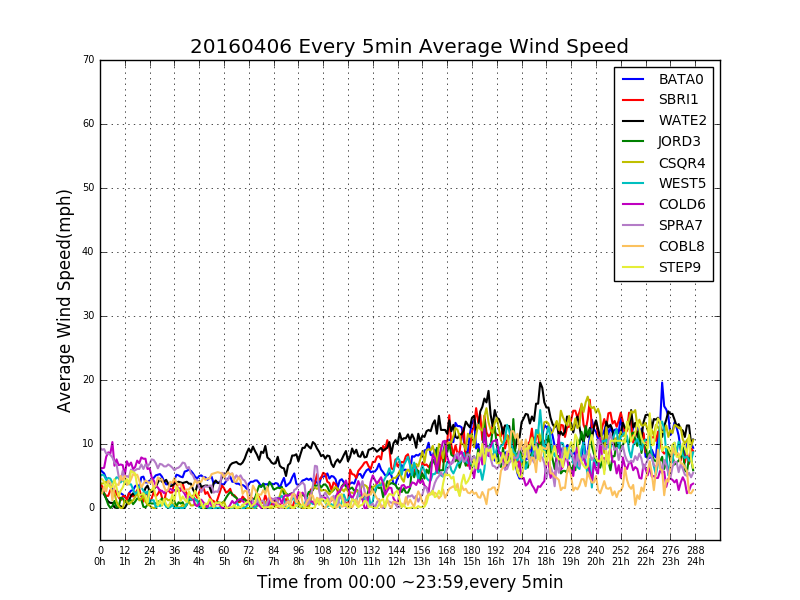 20160406 Every 5min Average Wind Speed
70
60
50
40
30
20
10
0
Average Wind Speed(mph)
BATA0
SBRI1
WATE2
JORD3
CSQR4
WEST5
COLD6
SPRA7
COBL8
STEP9
0 12 24 36 48 60 72 84 96 108 120 132 144 156 168 180 192 204 216 228 240 252 264 276 288
0h 1h 2h 3h 4h 5h 6h 7h 8h 9h 10h 11h 12h 13h 14h 15h 16h 17h 18h 19h 20h 21h 22h 23h 24h
Time from 00:00 ~23:59,every 5min